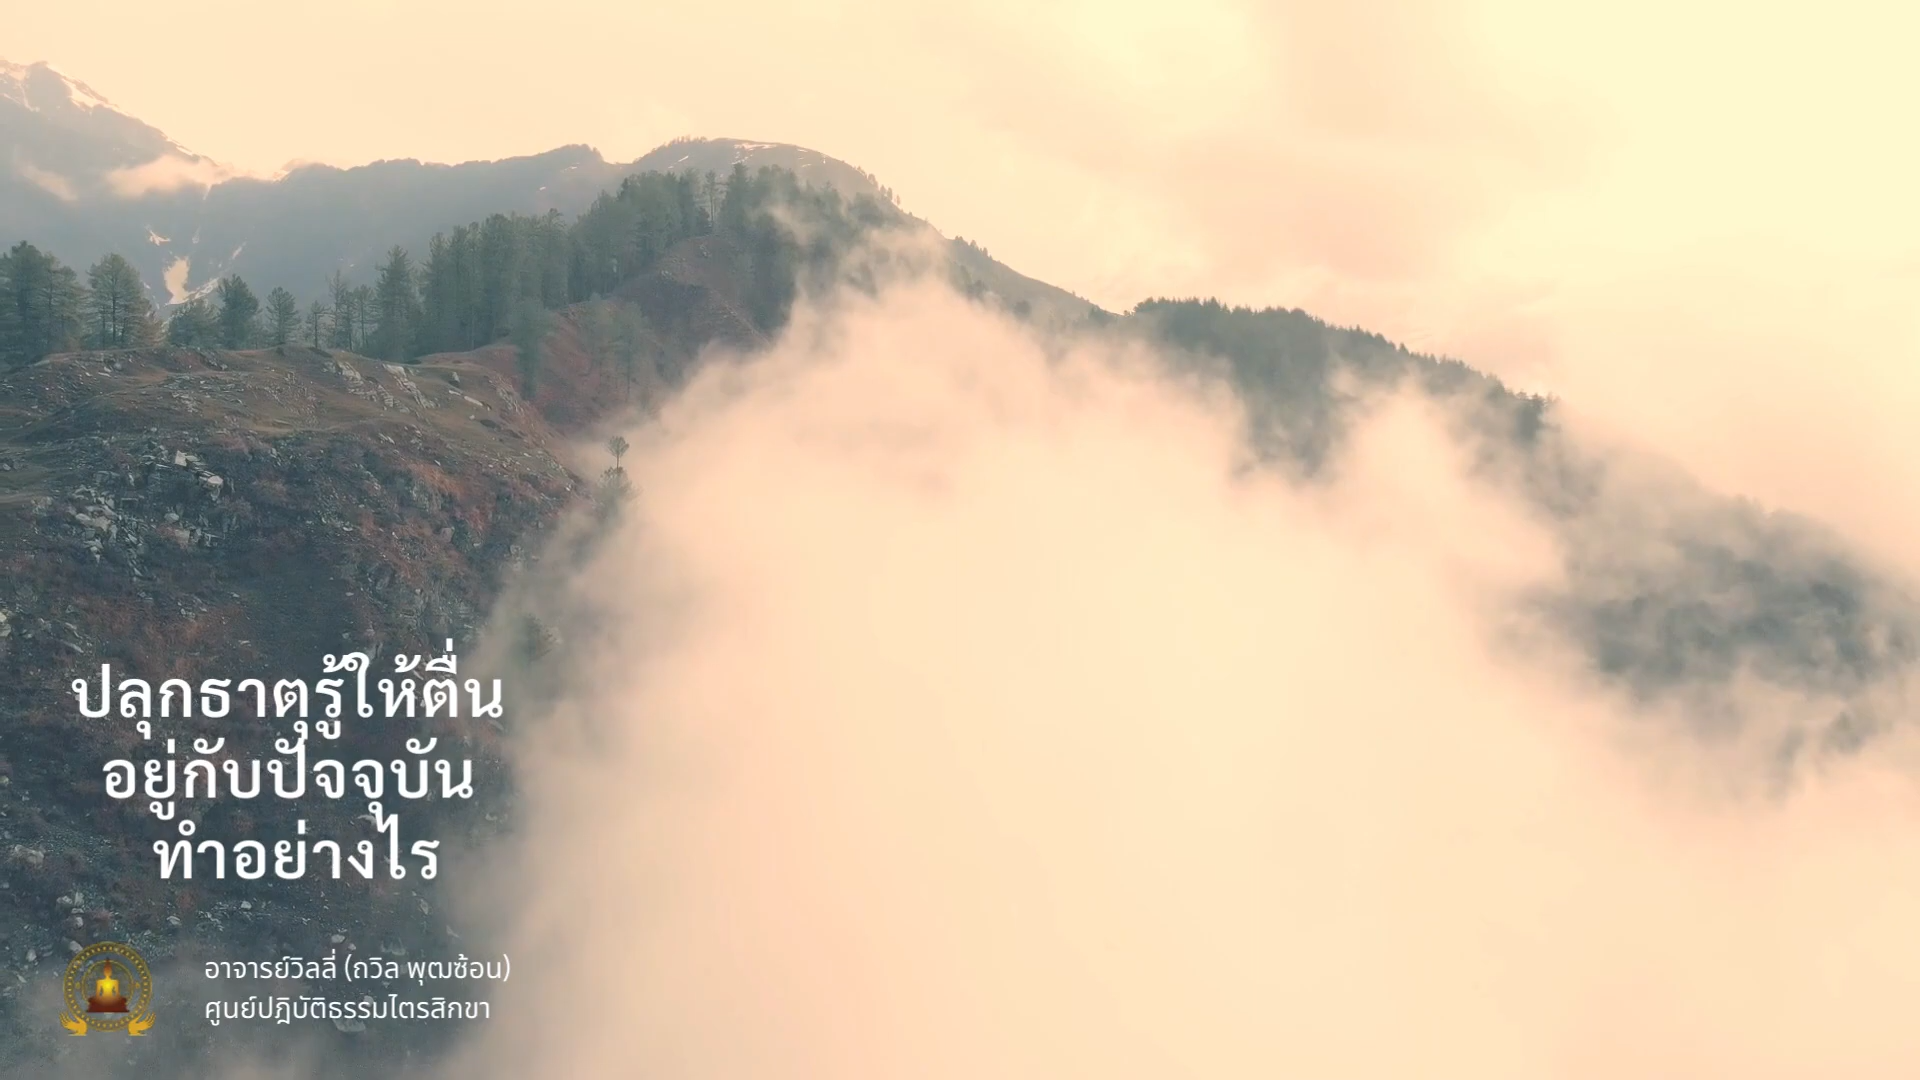 ปลุกธาตุรู้ให้ตื่น
อยู่กับปัจจุบัน
ทำอย่างไร
อาจารย์วิลลี่ (ถวิล พุฒซ้อน)
ศูนย์ปฎิบัติธรรมไตรสิกขา